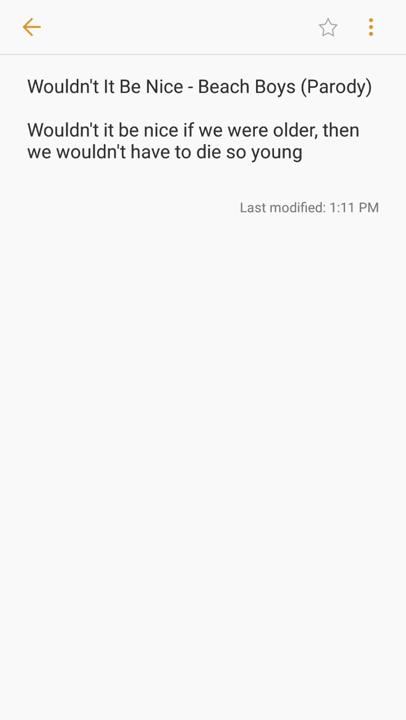 Wouldn't It Be Nice - Beach Boys (Parody)
Wouldn't it be nice if we were older, then
we wouldn't have to die so young
Last modified: 1:11 PM